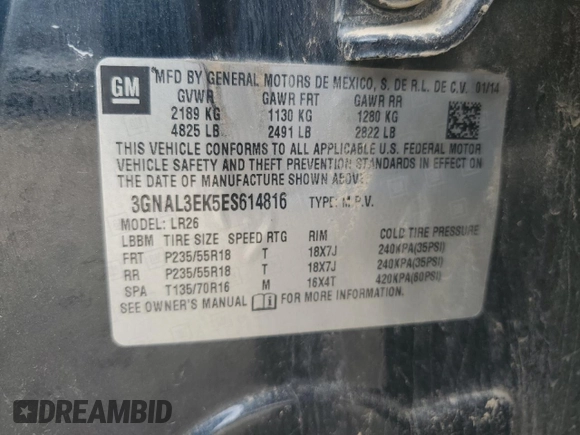 GM MFD BY GENERAL MOTORS DE MEXICO, S. DE R.L. DE C.V. 01/14
GVWR GAWR FRT GAWR RR
2189 KG 1130 KG 1280 KG
4825 LB 2491 LB 2822 LB
THIS VEHICLE CONFORMS TO ALL APPLICABLE U.S. FEDERAL MOTOR
VEHICLE SAFETY AND THEFT PREVENTION STANDARDS IN EFFECT ON
THE DATE OF MANUFACTURE SHOWN ABOVE.
3GNAL3EK5ES614816 TYPE: M.P.V.
MODEL: LR26
LBBM TIRE SIZE SPEED RTG RIM COLD TIRE PRESSURE
FRT P235/55R18 T 18X7J 240KPA(35PSI)
RR P235/55R18 T 18X7J 240KPA(35PSI)
SPA T135/70R16 M 16X4T 420KPA(60PSI)
SEE OWNER'S MANUAL FOR MORE INFORMATION.
DREAMBID